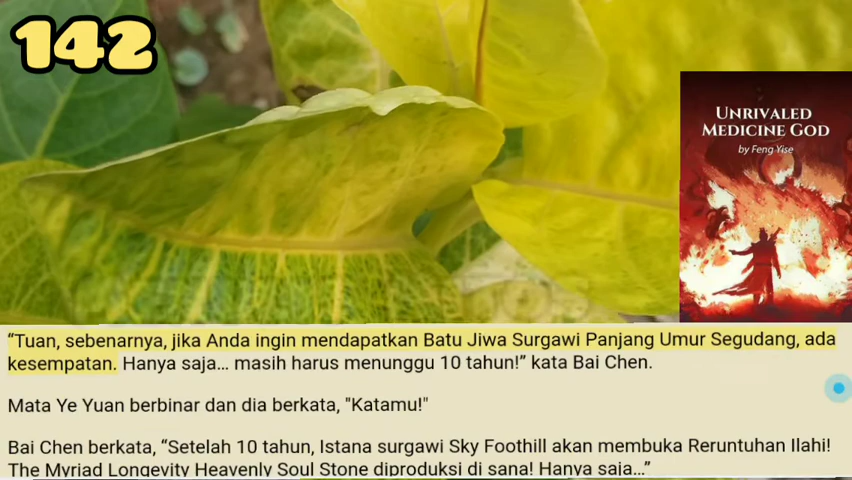 142
UNRIVALED
MEDICINE GOD
by Feng Yise
“Tuan, sebenarnya, jika Anda ingin mendapatkan Batu Jiwa Surgawi Panjang Umur Segudang, ada
kesempatan. Hanya saja... masih harus menunggu 10 tahun!” kata Bai Chen.
Mata Ye Yuan berbinar dan dia berkata, "Katamu!"
Bai Chen berkata, “Setelah 10 tahun, Istana surgawi Sky Foothill akan membuka Reruntuhan Ilahi!
The Myriad Longevity Heavenly Soul Stone diproduksi di sana! Hanya saja...”